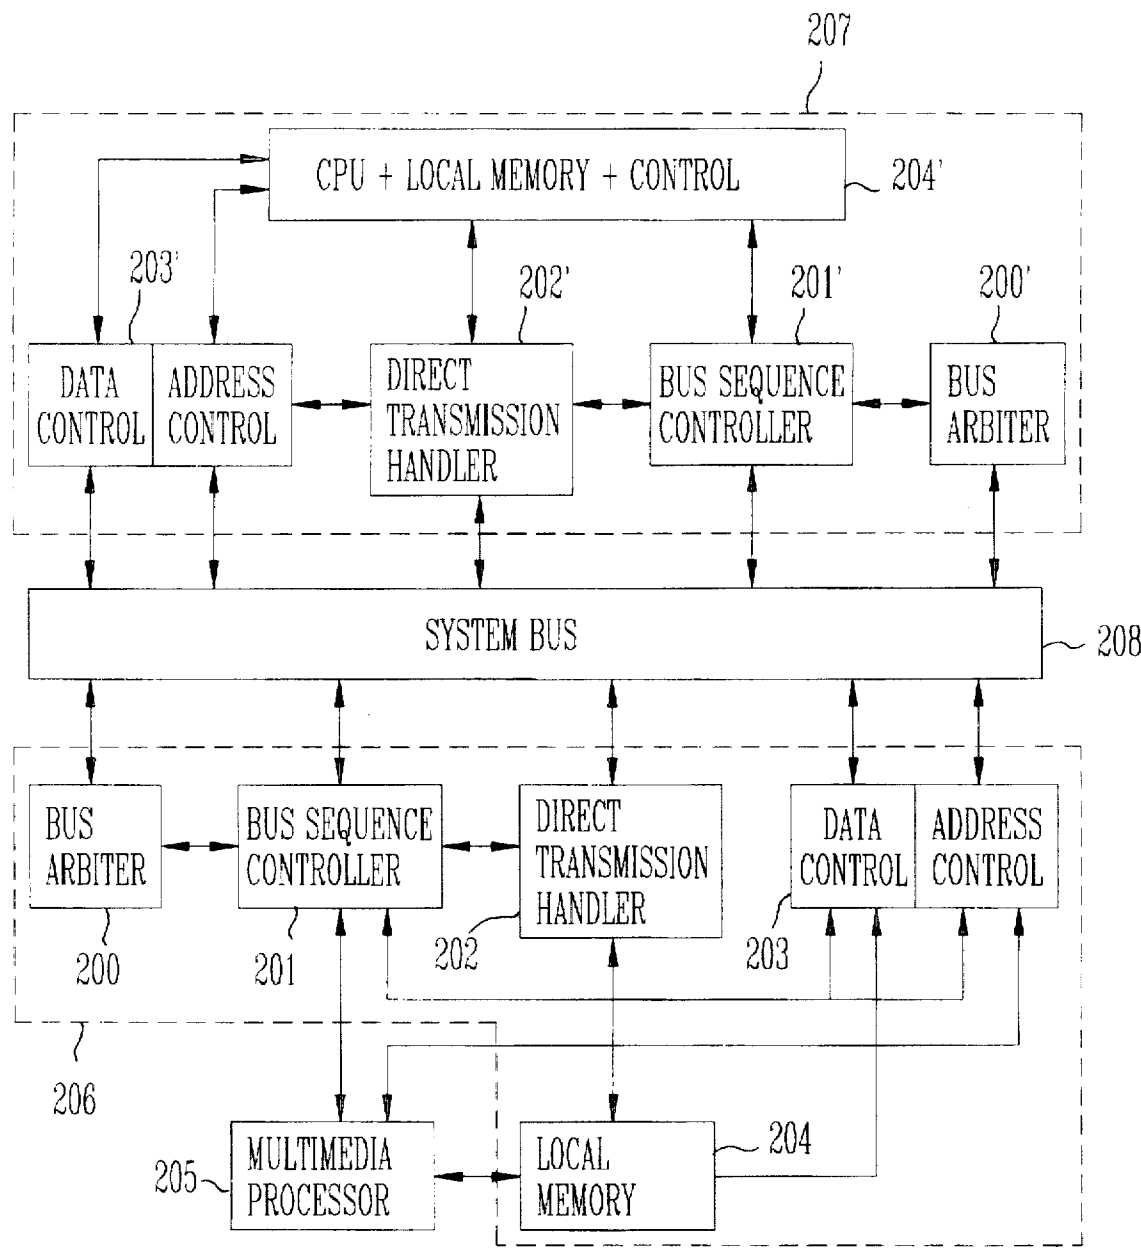 207
CPU + LOCAL MEMORY + CONTROL
204'
203'
202'
201'
200'
DATA
CONTROL
ADDRESS
CONTROL
DIRECT
TRANSMISSION
HANDLER
BUS SEQUENCE
CONTROLLER
BUS
ARBITER
SYSTEM BUS
208
BUS
ARBITER
BUS SEQUENCE
CONTROLLER
DIRECT
TRANSMISSION
HANDLER
DATA
CONTROL
ADDRESS
CONTROL
200
201
202
203
206
205
MULTIMEDIA
PROCESSOR
LOCAL
MEMORY
204